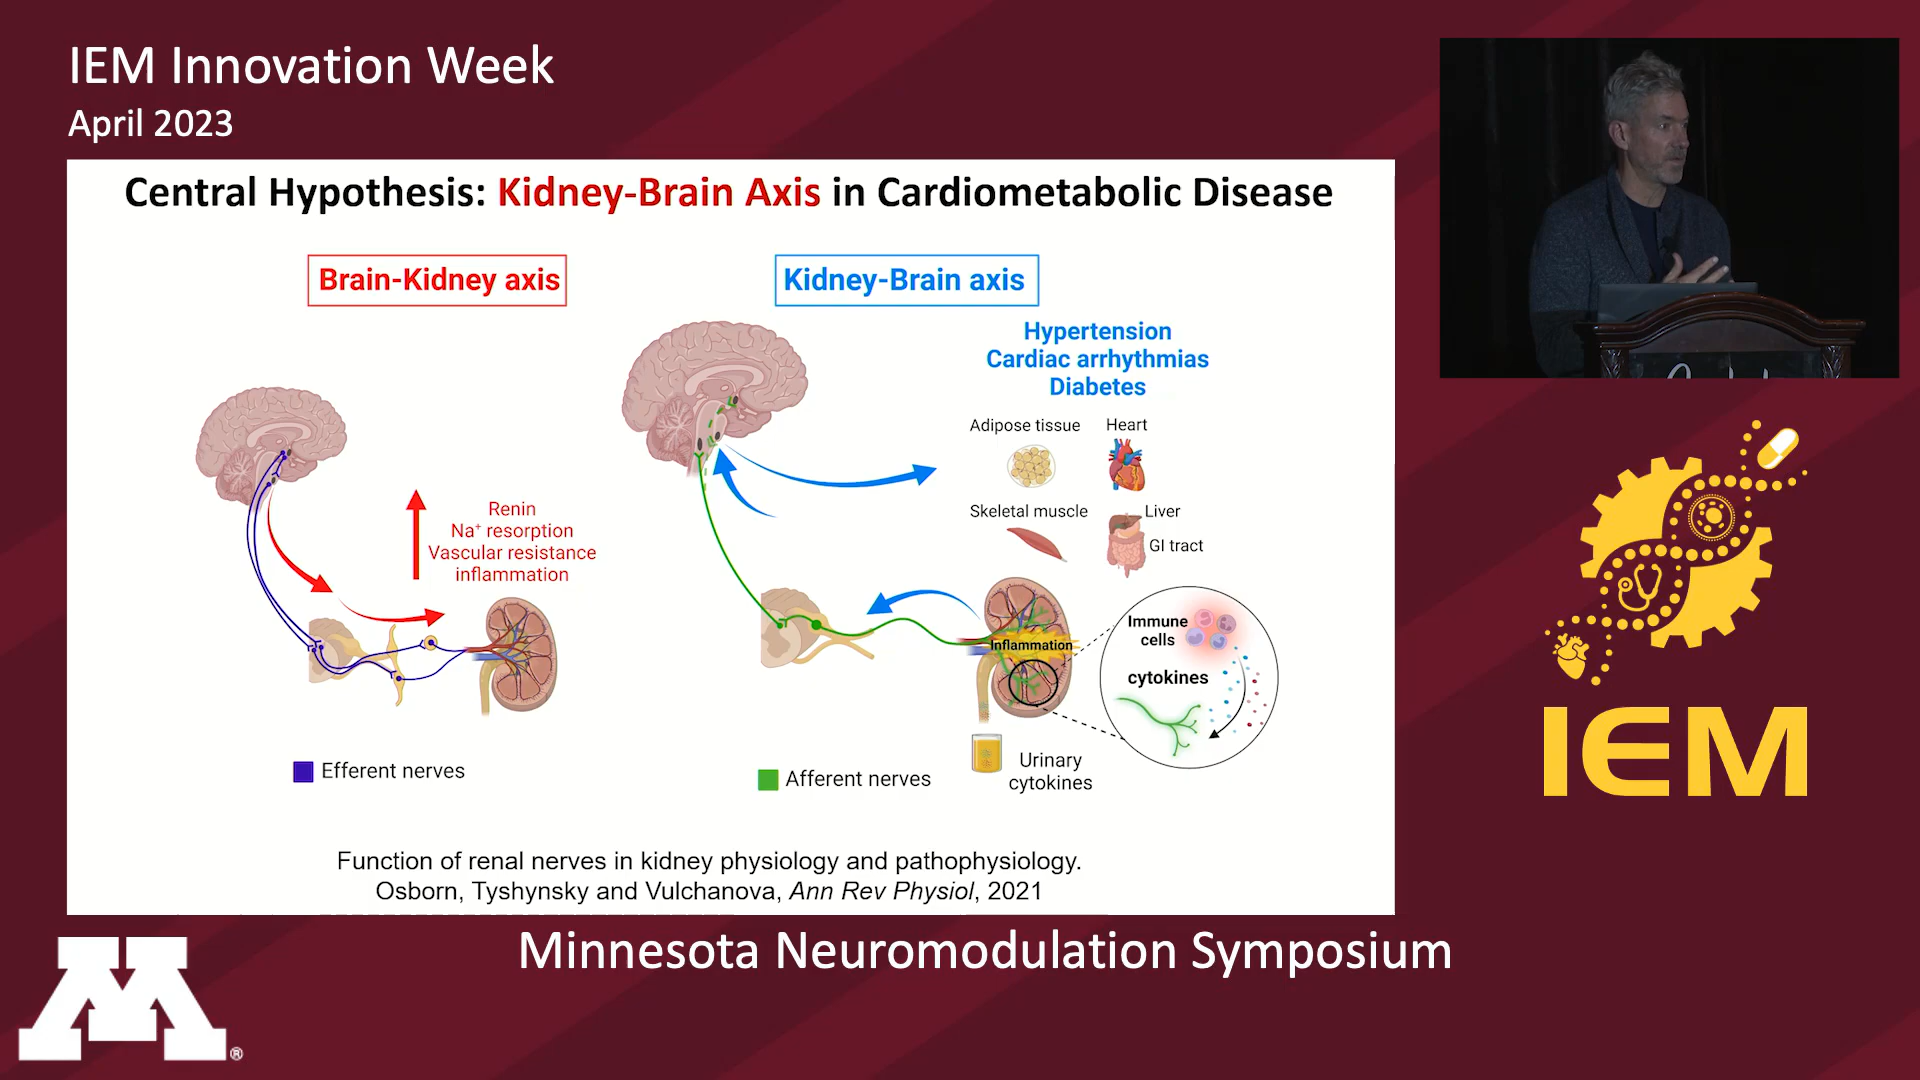 IEM Innovation Week
April 2023
Central Hypothesis: Kidney-Brain Axis in Cardiometabolic Disease
Brain-Kidney axis
Kidney-Brain axis
Hypertension
Cardiac arrhythmias
Diabetes
Adipose tissue
Heart
Skeletal muscle
Liver
GI tract
Renin
Na⁺ resorption
Vascular resistance
inflammation
Inflammation
Immune
cells
cytokines
Urinary
cytokines
Efferent nerves
Afferent nerves
Function of renal nerves in kidney physiology and pathophysiology.
Osborn, Tyshynsky and Vulchanova, Ann Rev Physiol, 2021
Minnesota Neuromodulation Symposium
IEM
M®